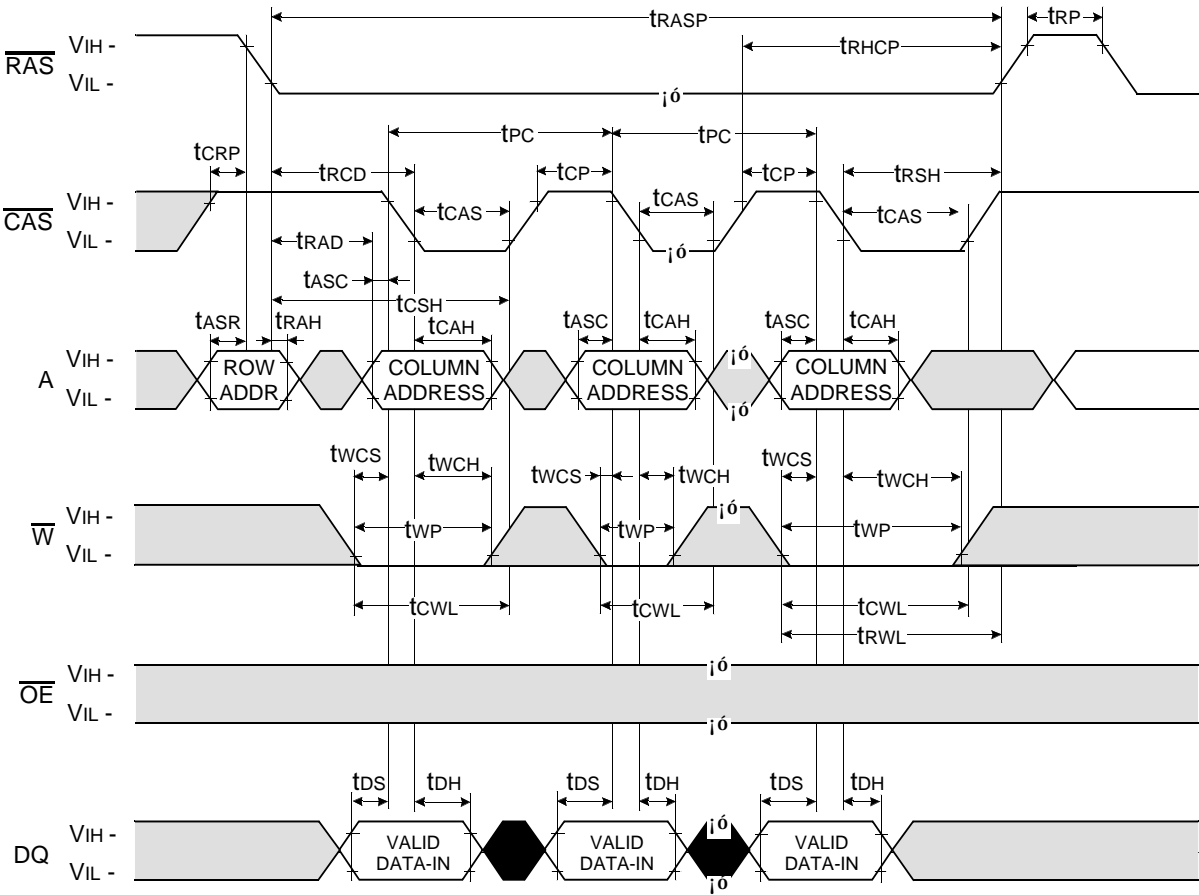 tRASP tRP
RAS VIH - tRHCP
VIL - ¡ó
tPC tPC
tCRP tRCD tCP tCP tRSH
CAS VIH - tCAS tCAS tCAS
VIL - tRAD ¡ó
tASC tCSH
tASR tRAH tCAH tASC tCAH tASC tCAH
A VIH - ROW ADDR COLUMN ADDRESS COLUMN ADDRESS ¡ó COLUMN ADDRESS
VIL - ¡ó
tWCS tWCH tWCS tWCH tWCS tWCH
W VIH - tWP tWP ¡ó tWP
VIL -
tCWL tCWL tCWL
tRWL
OE VIH - ¡ó
VIL - ¡ó
tDS tDH tDS tDH tDS tDH
DQ VIH - VALID DATA-IN VALID DATA-IN ¡ó VALID DATA-IN
VIL - ¡ó